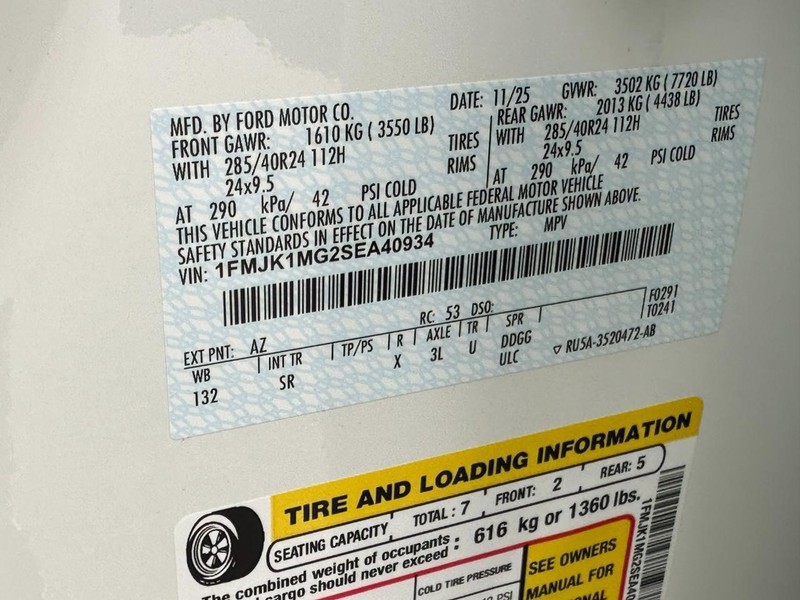 MFD. BY FORD MOTOR CO. DATE: 11/25 GVWR: 3502 KG ( 7720 LB)
FRONT GAWR: 1610 KG ( 3550 LB) REAR GAWR: 2013 KG ( 4438 LB)
WITH 285/40R24 112H TIRES WITH 285/40R24 112H TIRES
24x9.5 RIMS 24x9.5 RIMS
AT 290 kPa/ 42 PSI COLD AT 290 kPa/ 42 PSI COLD
THIS VEHICLE CONFORMS TO ALL APPLICABLE FEDERAL MOTOR VEHICLE
SAFETY STANDARDS IN EFFECT ON THE DATE OF MANUFACTURE SHOWN ABOVE.
VIN: 1FMJK1MG2SEA40934 TYPE: MPV
F0291
T0241
EXT PNT: AZ RC: 53 DSO:
WB INT TR TP/PS R AXLE TR SPR
132 SR X 3L U DDGG
ULC
▽ RU5A-3520472-AB
TIRE AND LOADING INFORMATION
SEATING CAPACITY TOTAL : 7 FRONT: 2 REAR: 5
The combined weight of occupants : 616 kg or 1360 lbs.
cargo should never exceed
COLD TIRE PRESSURE
SEE OWNERS
MANUAL FOR
PSI
1FMJK1MG2SEA